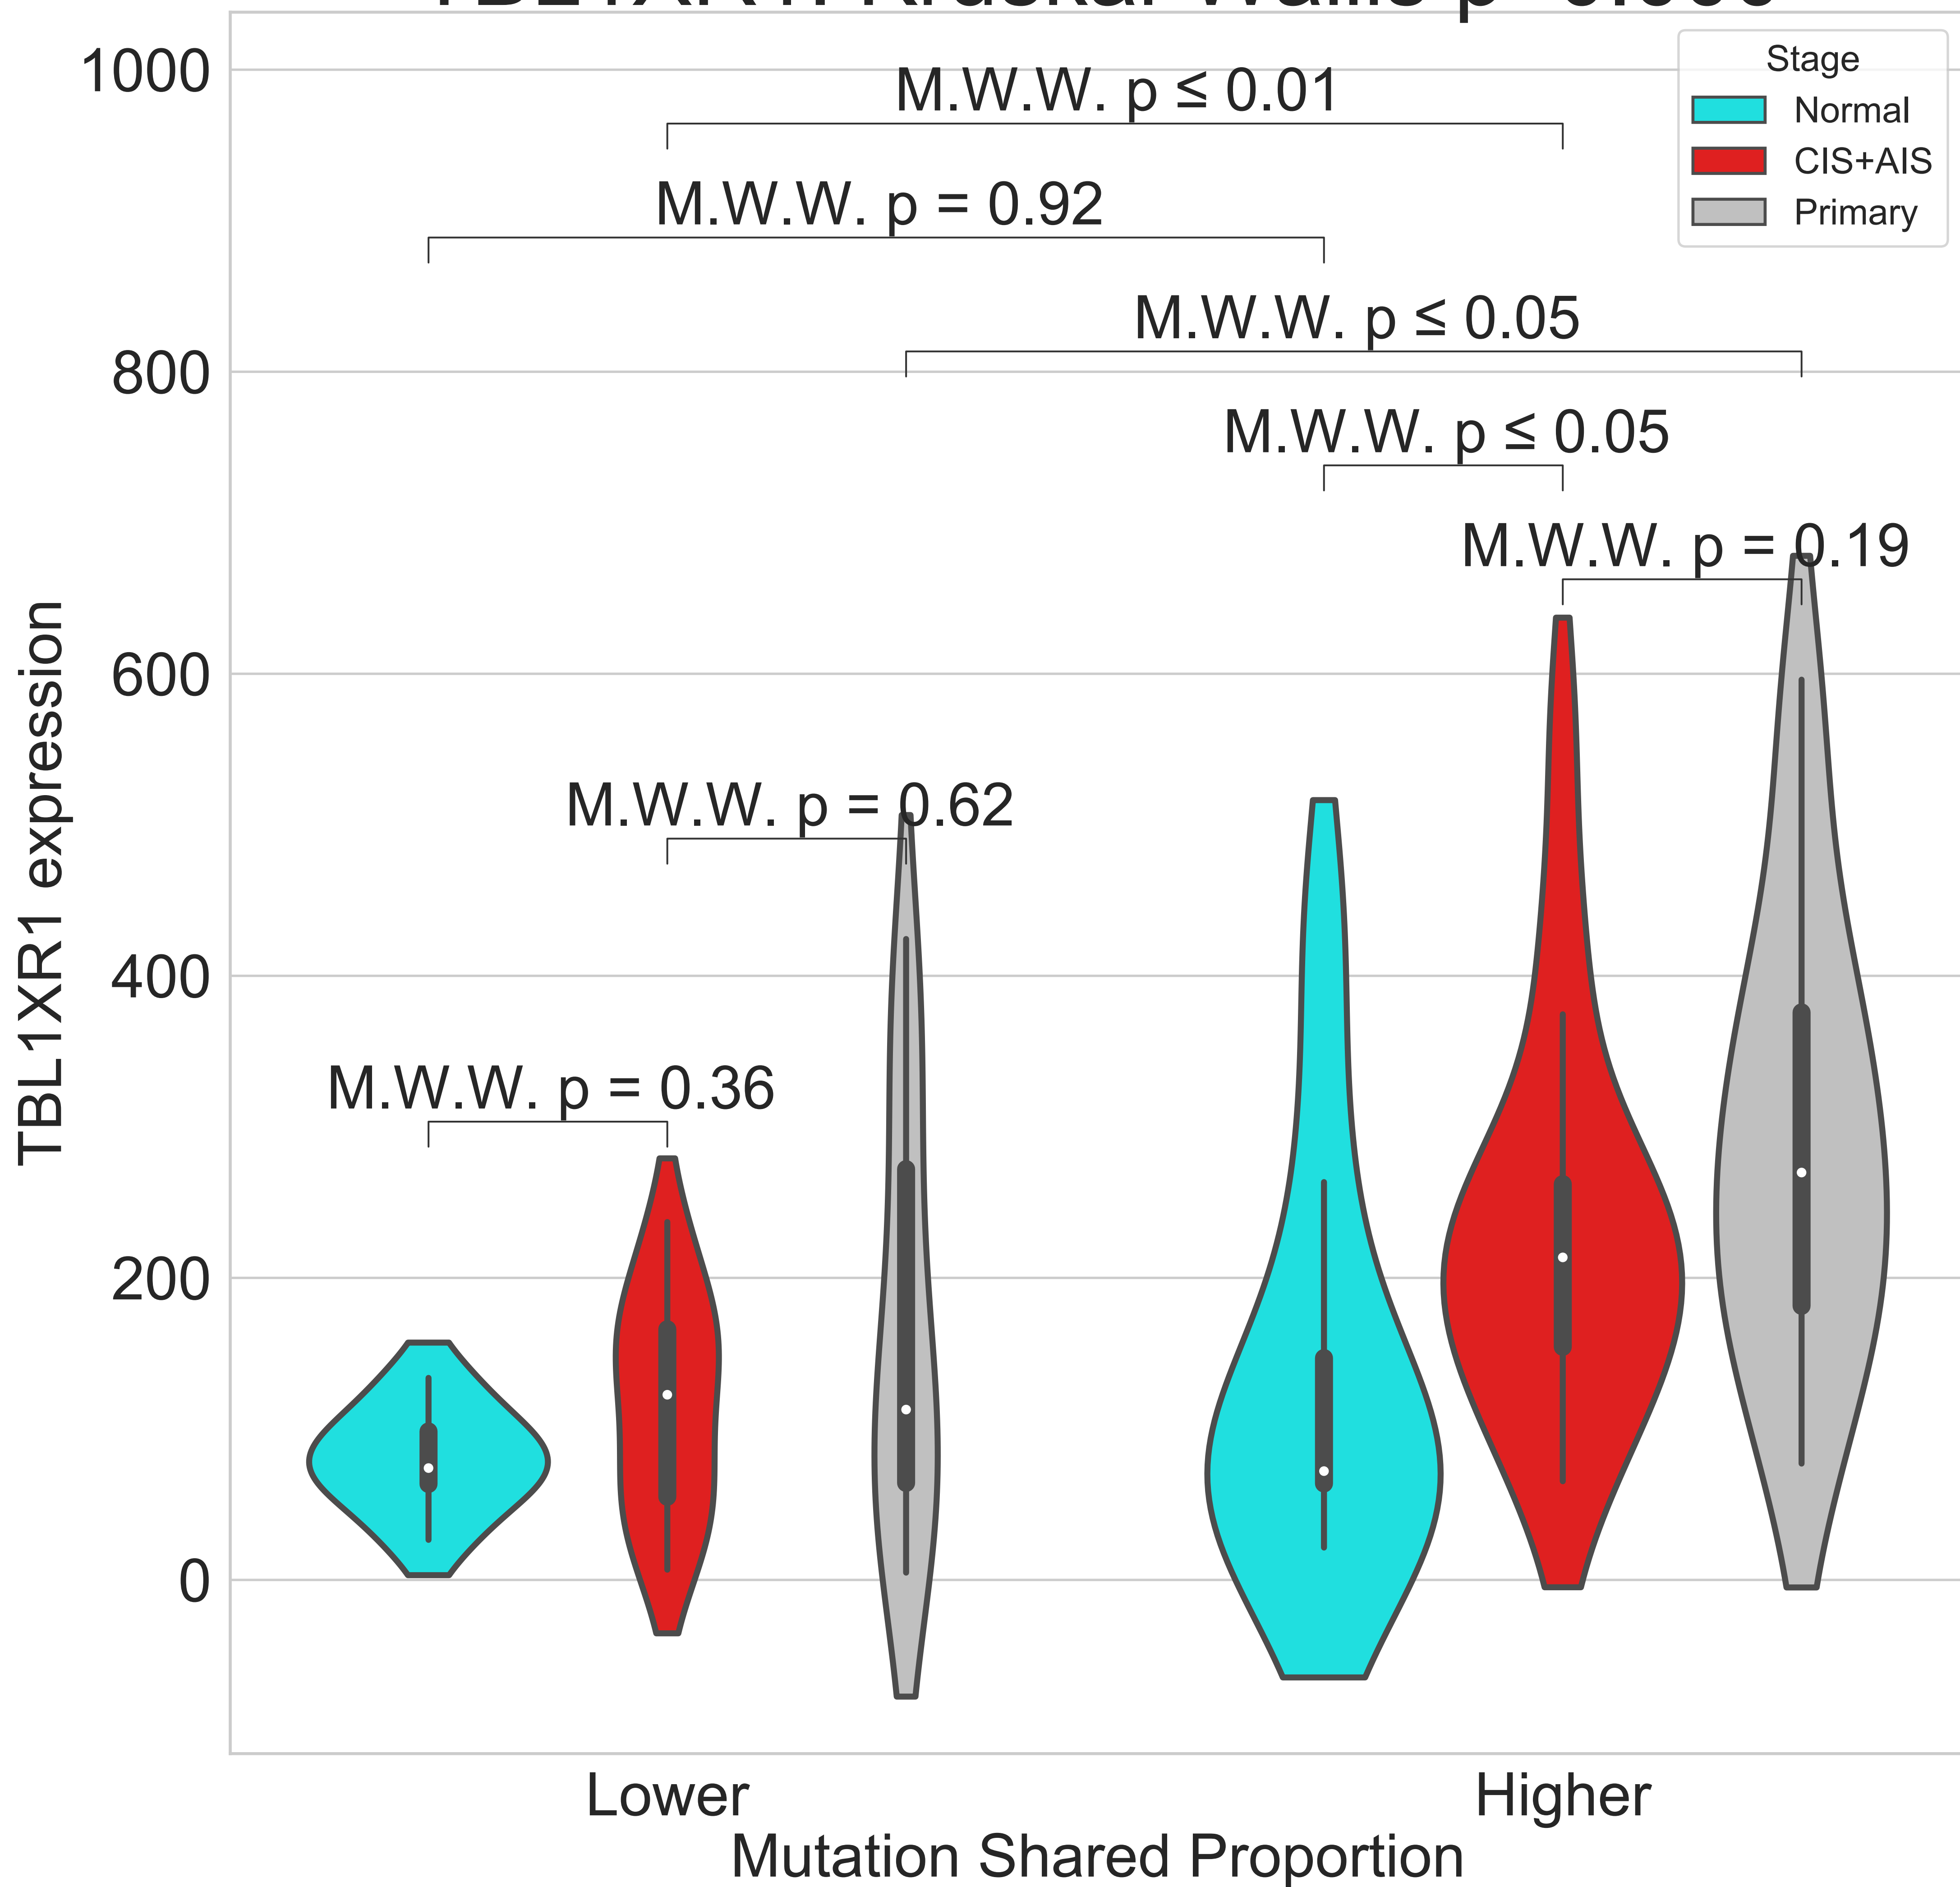 1000
800
600
400
200
0
TBL1XR1 expression
M.W.W. p ≤ 0.01
M.W.W. p = 0.92
M.W.W. p ≤ 0.05
M.W.W. p ≤ 0.05
M.W.W. p = 0.19
M.W.W. p = 0.62
M.W.W. p = 0.36
Stage
Normal
CIS+AIS
Primary
Lower
Higher
Mutation Shared Proportion